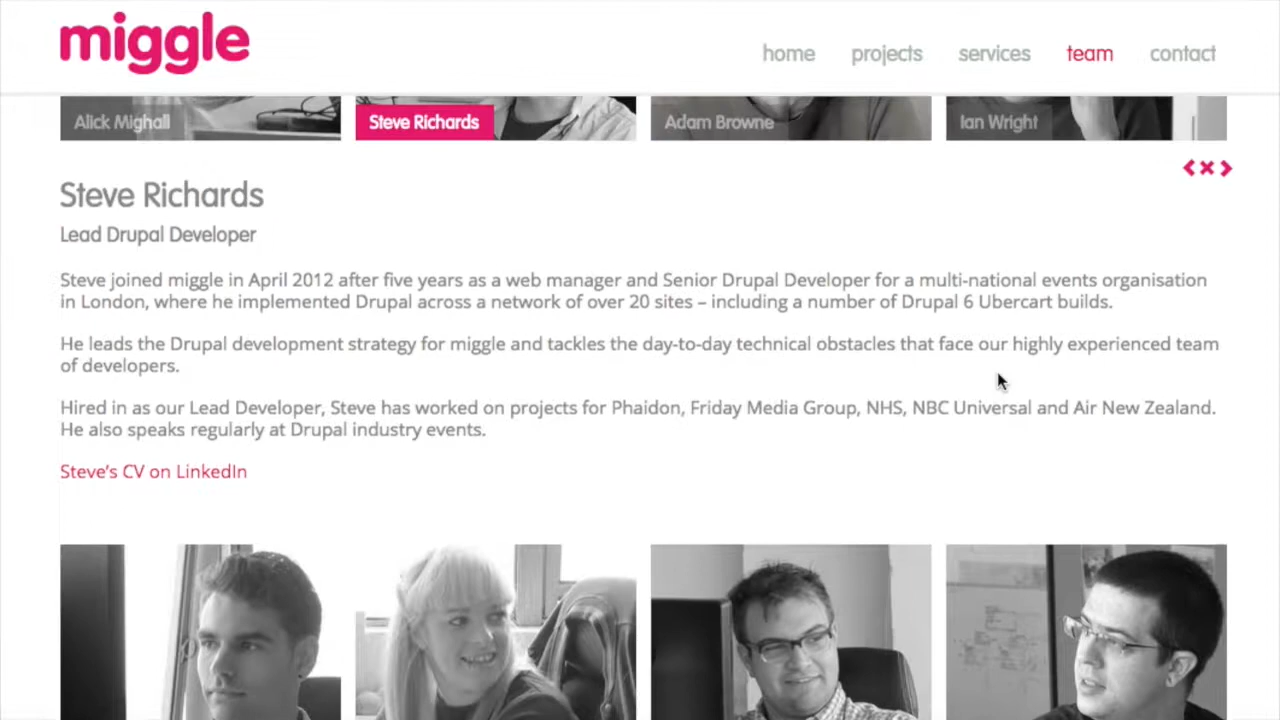 miggle
home projects services team contact
Alick Mighall Steve Richards Adam Browne Ian Wright
Steve Richards
Lead Drupal Developer
Steve joined miggle in April 2012 after five years as a web manager and Senior Drupal Developer for a multi-national events organisation
in London, where he implemented Drupal across a network of over 20 sites – including a number of Drupal 6 Ubercart builds.
He leads the Drupal development strategy for miggle and tackles the day-to-day technical obstacles that face our highly experienced team
of developers.
Hired in as our Lead Developer, Steve has worked on projects for Phaidon, Friday Media Group, NHS, NBC Universal and Air New Zealand.
He also speaks regularly at Drupal industry events.
Steve’s CV on LinkedIn